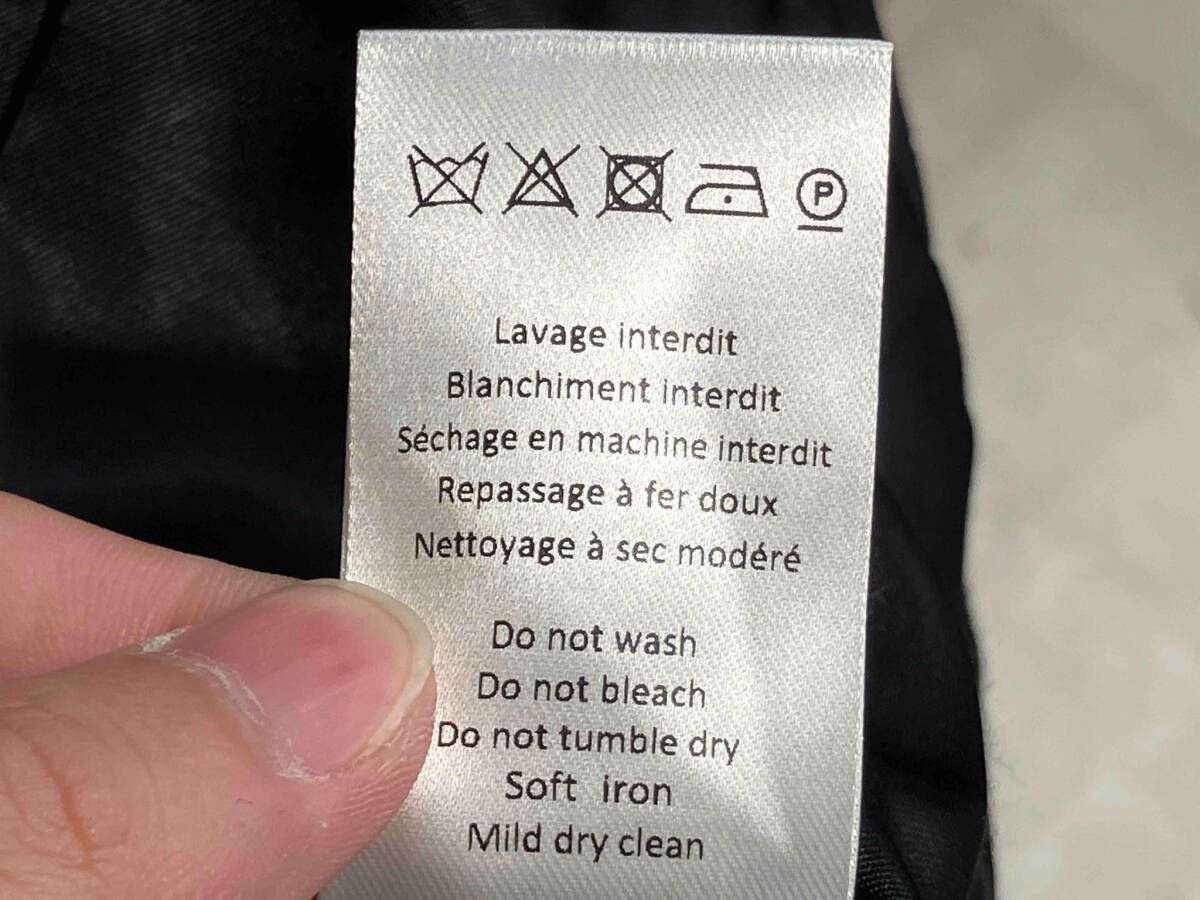 P
Lavage interdit
Blanchiment interdit
Séchage en machine interdit
Repassage à fer doux
Nettoyage à sec modéré
Do not wash
Do not bleach
Do not tumble dry
Soft iron
Mild dry clean